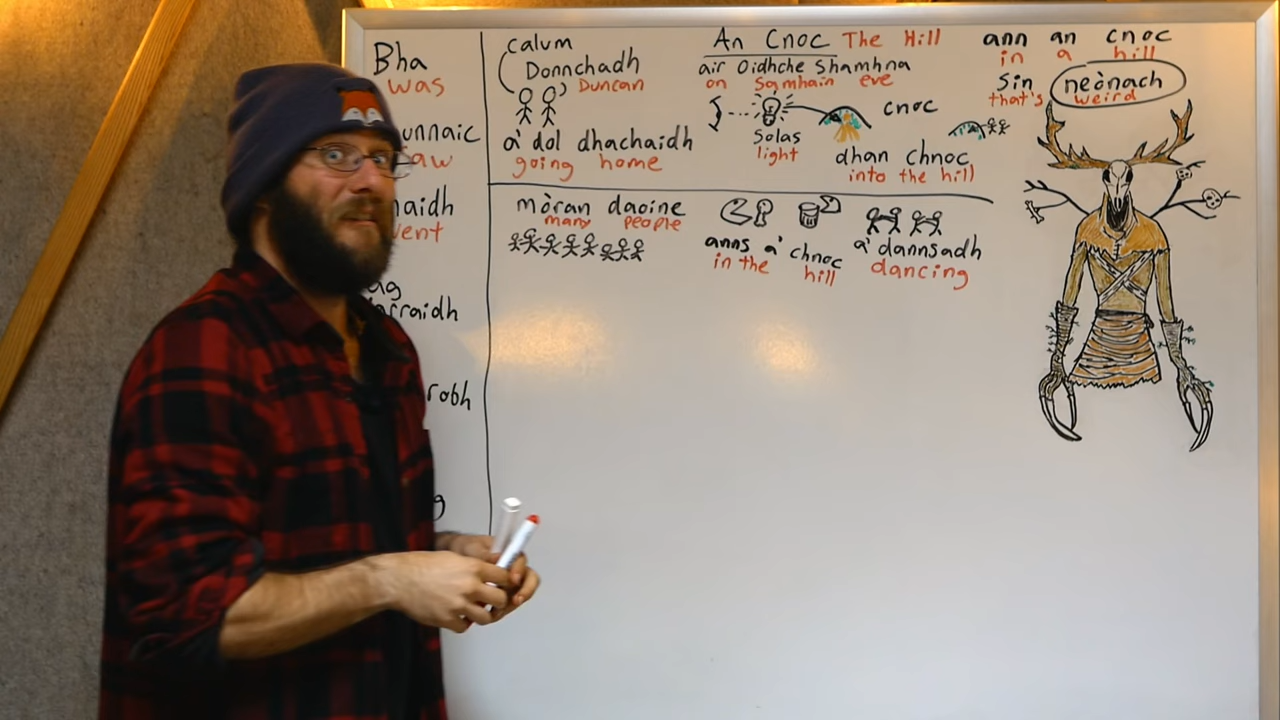 Bha
was
unnaic
aw
naidh
vent
ag
arraidh
robh
g
calum
Donnchadh
Duncan
a' dol dhachaidh
going home
An Cnoc The Hill
air Oidhche Shamhna
on Samhain eve
cnoc
Solas
light
dhan chnoc
into the hill
ann an cnoc
in a hill
Sin neònach
that's weird
mòran daoine
many people
anns a' chnoc
in the hill
a' dannsadh
dancing